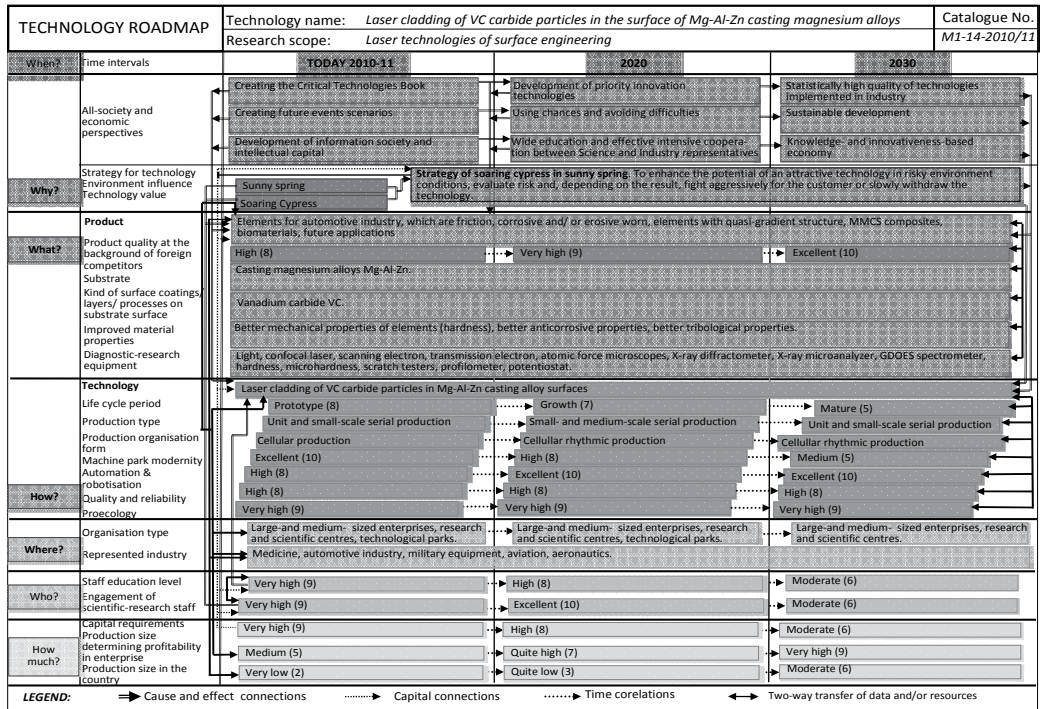 TECHNOLOGY ROADMAP
Technology name: Laser cladding of VC carbide particles in the surface of Mg-Al-Zn casting magnesium alloys
Catalogue No.
Research scope: Laser technologies of surface engineering
M1-14-2010/11
When?
Time intervals
TODAY 2010-11
2020
2030
All-society and
economic
perspectives
Creating the Critical Technologies Book
Development of priority innovation
technologies
Statistically high quality of technologies
implemented in industry
Creating future events scenarios
Using chances and avoiding difficulties
Sustainable development
Development of information society and
intellectual capital
Wide education and effective intensive coopera-
tion between Science and Industry representatives
Knowledge- and innovativeness-based
economy
Why?
Strategy for technology
Environment influence
Technology value
Sunny spring
Soaring Cypress
Strategy of soaring cypress in sunny spring. To enhance the potential of an attractive technology in risky environment
conditions, evaluate risk and, depending on the result, fight aggressively for the customer or slowly withdraw the
technology.
What?
Product
Elements for automotive industry, which are friction, corrosive and/ or erosive worn, elements with quasi-gradient structure, MMCS composites,
biomaterials, future applications
Product quality at the
background of foreign
competitors
High (8)
Very high (9)
Excellent (10)
Substrate
Casting magnesium alloys Mg-Al-Zn.
Kind of surface coatings/
layers/ processes on
substrate surface
Vanadium carbide VC.
Improved material
properties
Better mechanical properties of elements (hardness), better anticorrosive properties, better tribological properties.
Diagnostic-research
equipment
Light, confocal laser, scanning electron, transmission electron, atomic force microscopes, X-ray diffractometer, X-ray microanalyzer, GDOES spectrometer,
hardness, microhardness, scratch testers, profilometer, potentiostat.
How?
Technology
Laser cladding of VC carbide particles in Mg-Al-Zn casting alloy surfaces
Life cycle period
Prototype (8)
Growth (7)
Mature (5)
Production type
Unit and small-scale serial production
Small- and medium-scale serial production
Unit and small-scale serial production
Production organisation
form
Cellular production
Cellullar rhythmic production
Cellullar rhythmic production
Machine park modernity
Excellent (10)
High (8)
Medium (5)
Automation &
robotisation
High (8)
Excellent (10)
Excellent (10)
Quality and reliability
High (8)
High (8)
High (8)
Proecology
Very high (9)
Very high (9)
Very high (9)
Where?
Organisation type
Large-and medium- sized enterprises, research
and scientific centres, technological parks.
Large-and medium- sized enterprises, research
and scientific centres, technological parks.
Large-and medium- sized enterprises, research
and scientific centres.
Represented industry
Medicine, automotive industry, military equipment, aviation, aeronautics.
Who?
Staff education level
Very high (9)
High (8)
Moderate (6)
Engagement of
scientific-research staff
Very high (9)
Excellent (10)
Moderate (6)
How
much?
Capital requirements
Very high (9)
High (8)
Moderate (6)
Production size
determining profitability
in enterprise
Medium (5)
Quite high (7)
Very high (9)
Production size in the
country
Very low (2)
Quite low (3)
Moderate (6)
LEGEND:
Cause and effect connections
Capital connections
Time corelations
Two-way transfer of data and/or resources